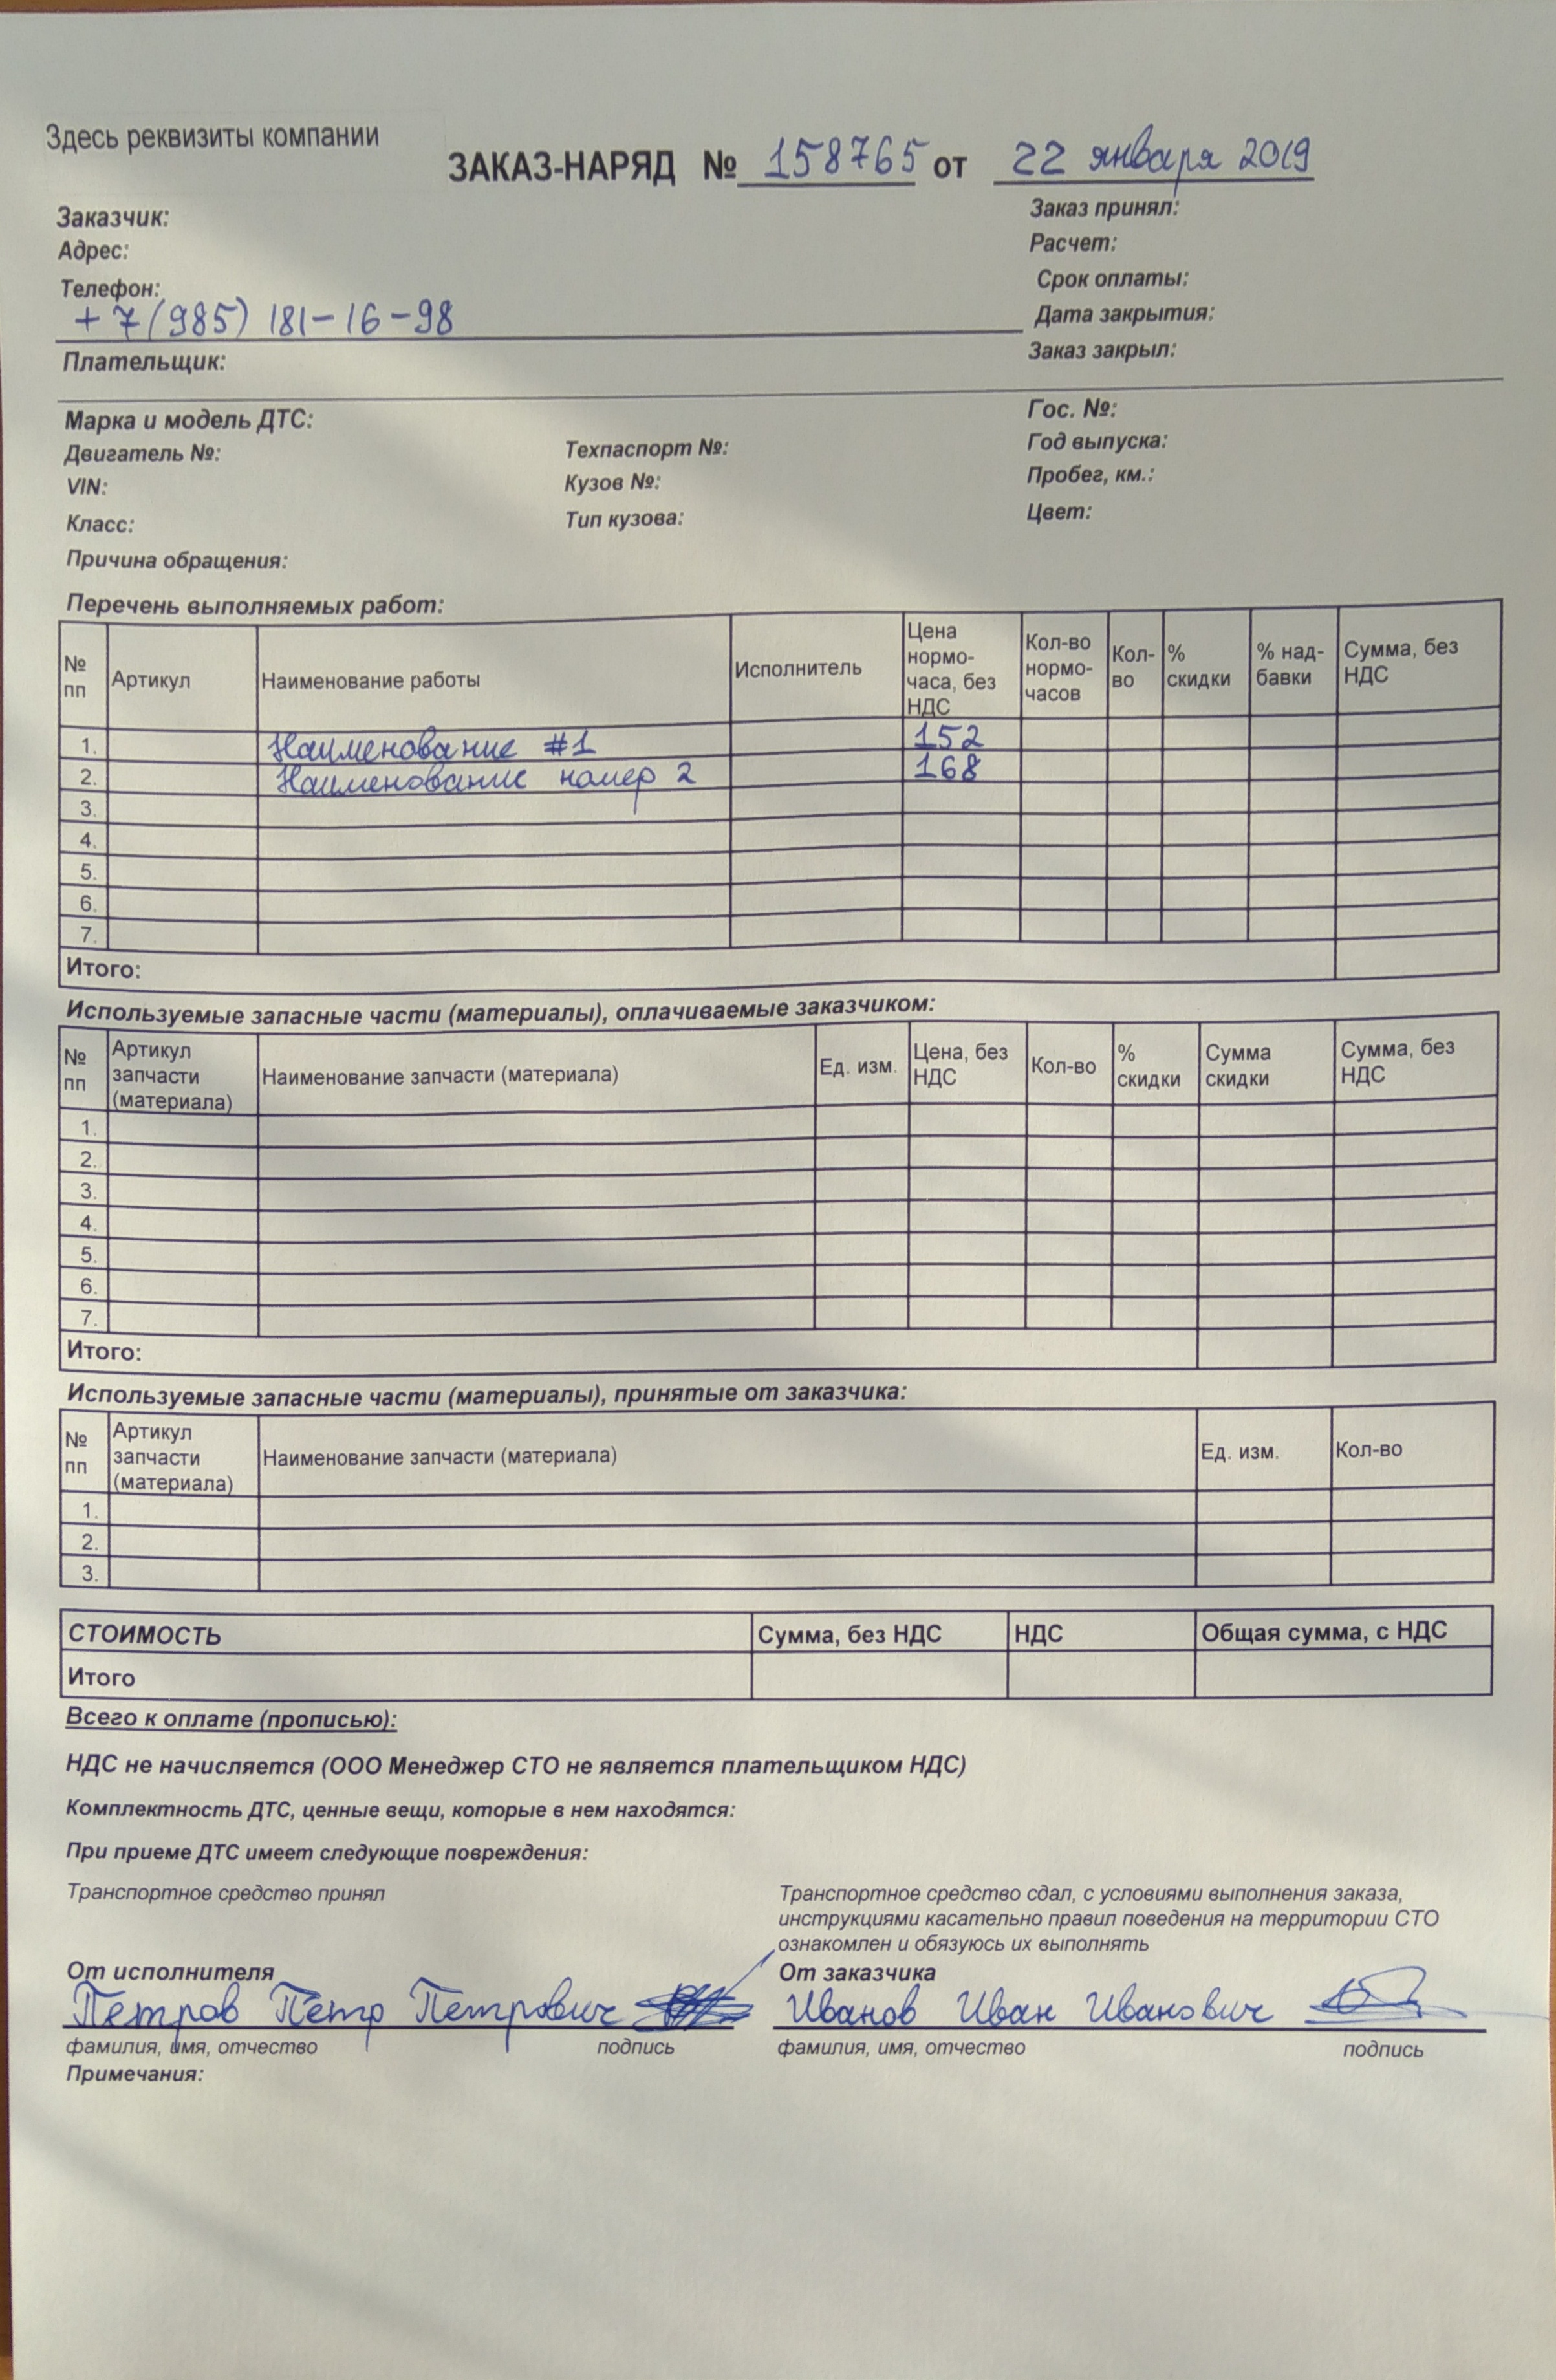 Здесь реквизиты компании
ЗАКАЗ-НАРЯД № 158765 от 22 января 2019
Заказчик:
Адрес:
Телефон:
+7(985) 181-16-98
Плательщик:
Заказ принял:
Расчет:
Срок оплаты:
Дата закрытия:
Заказ закрыл:
Марка и модель ДТС: Гос. №:
Двигатель №: Техпаспорт №: Год выпуска:
VIN: Кузов №: Пробег, км.:
Класс: Тип кузова: Цвет:
Причина обращения:
Перечень выполняемых работ:
№ пп Артикул Наименование работы Исполнитель Цена нормо-часа, без НДС Кол-во нормо-часов Кол-во % скидки % над-бавки Сумма, без НДС
1. Наименование #1 152
2. Наименование номер 2 168
3.
4.
5.
6.
7.
Итого:
Используемые запасные части (материалы), оплачиваемые заказчиком:
№ пп Артикул запчасти (материала) Наименование запчасти (материала) Ед. изм. Цена, без НДС Кол-во % скидки Сумма скидки Сумма, без НДС
1.
2.
3.
4.
5.
6.
7.
Итого:
Используемые запасные части (материалы), принятые от заказчика:
№ пп Артикул запчасти (материала) Наименование запчасти (материала) Ед. изм. Кол-во
1.
2.
3.
СТОИМОСТЬ Сумма, без НДС НДС Общая сумма, с НДС
Итого
Всего к оплате (прописью):
НДС не начисляется (ООО Менеджер СТО не является плательщиком НДС)
Комплектность ДТС, ценные вещи, которые в нем находятся:
При приеме ДТС имеет следующие повреждения:
Транспортное средство принял
Транспортное средство сдал, с условиями выполнения заказа,
инструкциями касательно правил поведения на территории СТО
ознакомлен и обязуюсь их выполнять
От исполнителя От заказчика
Петров Петр Петрович Иванов Иван Иванович
фамилия, имя, отчество подпись фамилия, имя, отчество подпись
Примечания: